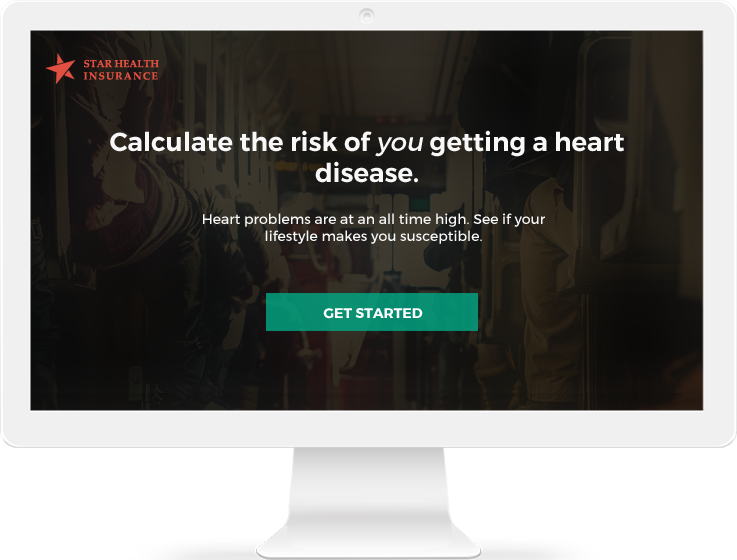 STAR HEALTH
INSURANCE
Calculate the risk of you getting a heart
disease.
Heart problems are at an all time high. See if your
lifestyle makes you susceptible.
GET STARTED